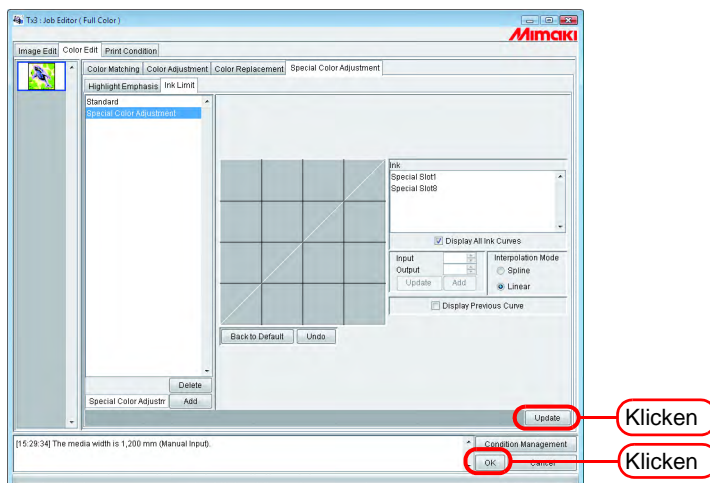 Tx3 : Job Editor ( Full Color )
Mimaki
Image Edit Color Edit Print Condition
Color Matching Color Adjustment Color Replacement Special Color Adjustment
Highlight Emphasis Ink Limit
Standard
Special Color Adjustment
Ink
Special Slot1
Special Slot8
Display All Ink Curves
Input
Output
Update Add
Interpolation Mode
Spline
Linear
Display Previous Curve
Back to Default Undo
Delete
Special Color Adjustr Add
Update
Klicken
[15:29:34] The media width is 1,200 mm (Manual Input).
Condition Management
OK Cancel
Klicken